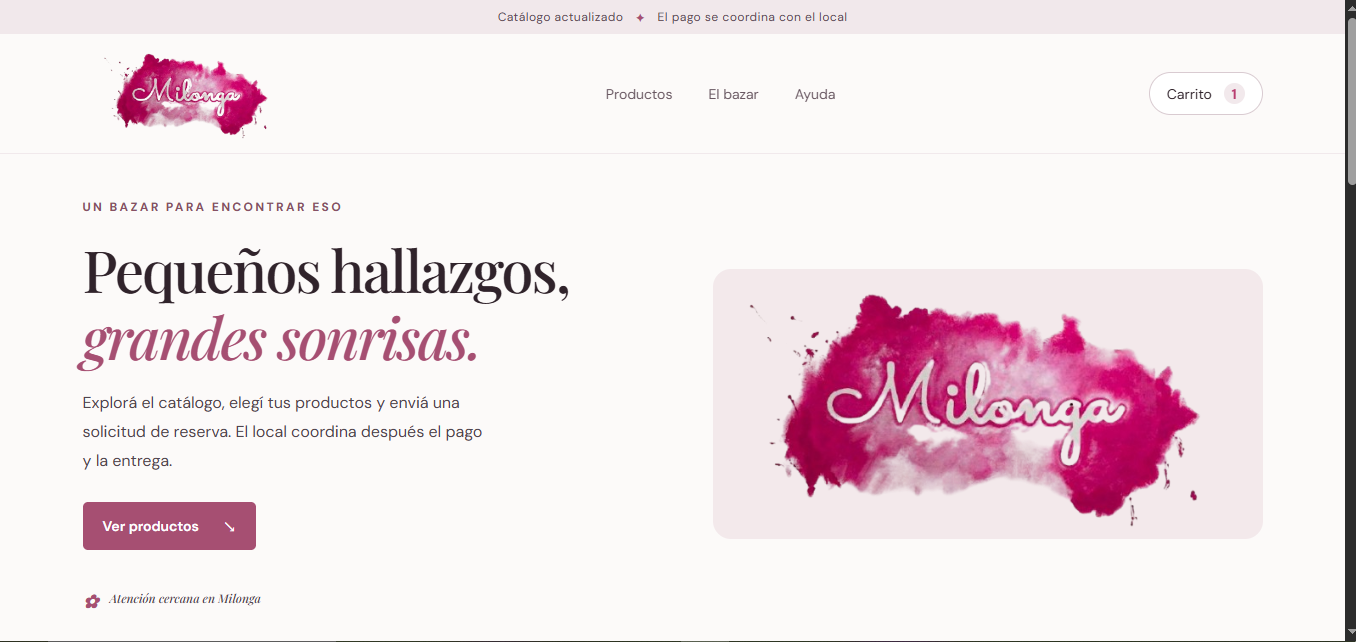 Catálogo actualizado ✦ El pago se coordina con el local
Milonga
Productos
El bazar
Ayuda
Carrito 1
UN BAZAR PARA ENCONTRAR ESO
Pequeños hallazgos,
grandes sonrisas.
Explorá el catálogo, elegí tus productos y enviá una
solicitud de reserva. El local coordina después el pago
y la entrega.
Ver productos ↘
Milonga
✿ Atención cercana en Milonga